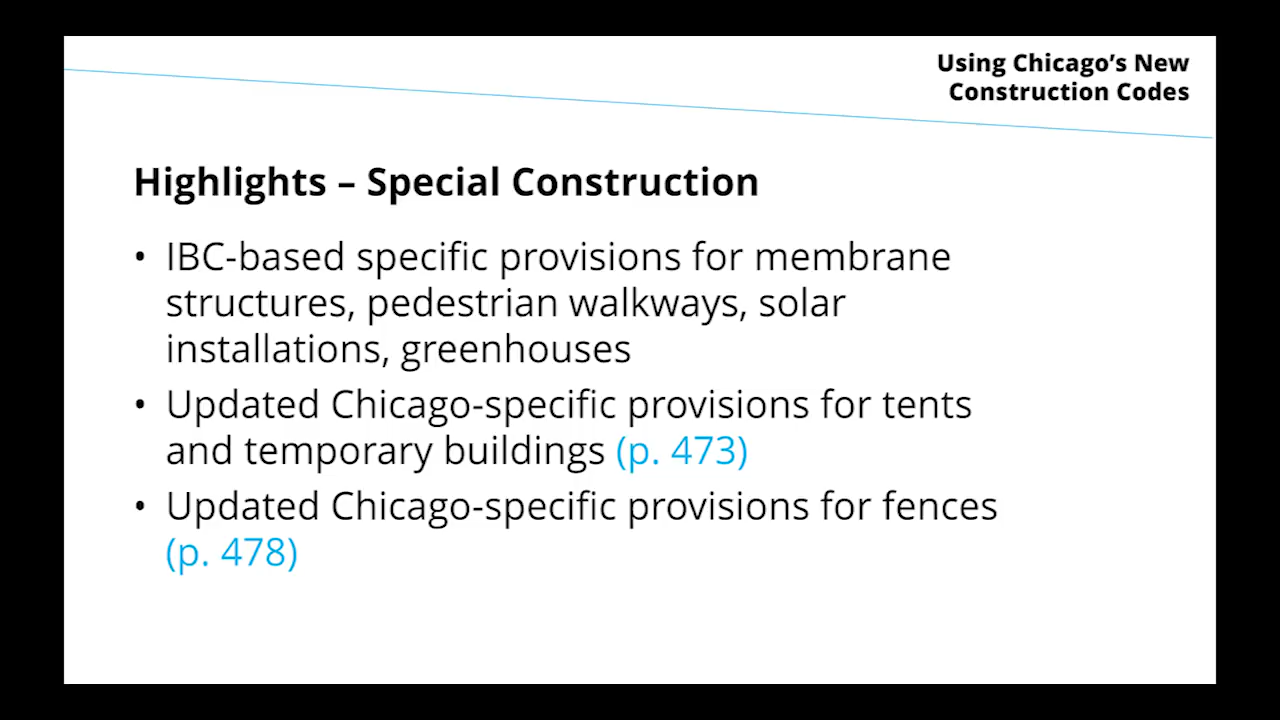 Using Chicago’s New
Construction Codes
Highlights – Special Construction
• IBC-based specific provisions for membrane
structures, pedestrian walkways, solar
installations, greenhouses
• Updated Chicago-specific provisions for tents
and temporary buildings (p. 473)
• Updated Chicago-specific provisions for fences
(p. 478)